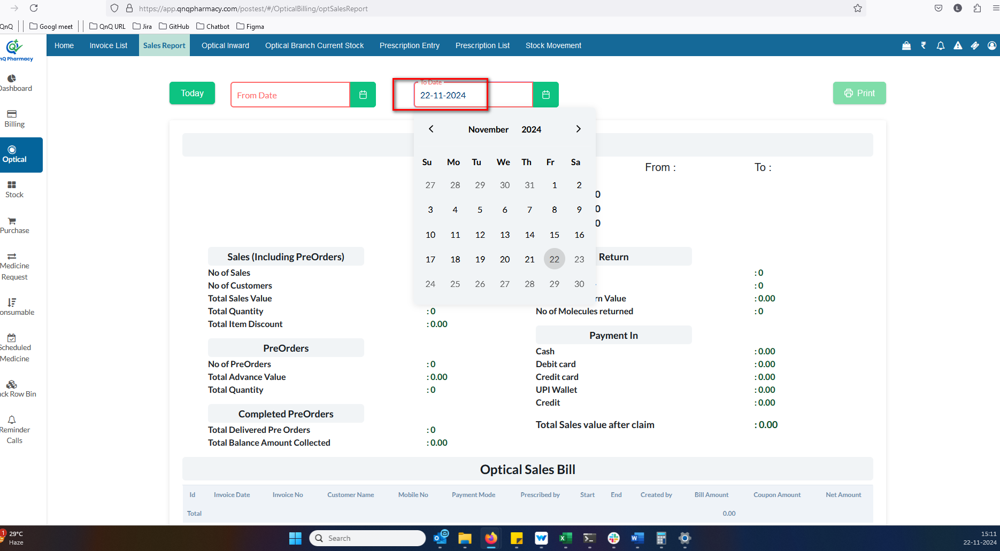 https://app.qnqpharmacy.com/postest/#/OpticalBilling/optSalesReport
L
QnQ
Googl meet
QnQ URL
Jira
GitHub
Chatbot
Figma
nQ Pharmacy
Home
Invoice List
Sales Report
Optical Inward
Optical Branch Current Stock
Prescription Entry
Prescription List
Stock Movement
Dashboard
Billing
Optical
Stock
Purchase
Medicine
Request
onsumable
Scheduled
Medicine
ack Row Bin
Reminder
Calls
Today
From Date
To Date
22-11-2024
Print
November 2024
Su Mo Tu We Th Fr Sa
27 28 29 30 31 1 2
3 4 5 6 7 8 9
10 11 12 13 14 15 16
17 18 19 20 21 22 23
24 25 26 27 28 29 30
From :
To :
0
0
0
Sales (Including PreOrders)
No of Sales
No of Customers
Total Sales Value
Total Quantity : 0
Total Item Discount : 0.00
PreOrders
No of PreOrders : 0
Total Advance Value : 0.00
Total Quantity : 0
Completed PreOrders
Total Delivered Pre Orders : 0
Total Balance Amount Collected : 0.00
Return
: 0
: 0
rn Value : 0.00
No of Molecules returned : 0
Payment In
Cash : 0.00
Debit card : 0.00
Credit card : 0.00
UPI Wallet : 0.00
Credit : 0.00
Total Sales value after claim : 0.00
Optical Sales Bill
Id Invoice Date Invoice No Customer Name Mobile No Payment Mode Prescribed by Start End Created by Bill Amount Coupon Amount Net Amount
Total 0.00
1
29°C
Haze
Search
15:11
22-11-2024